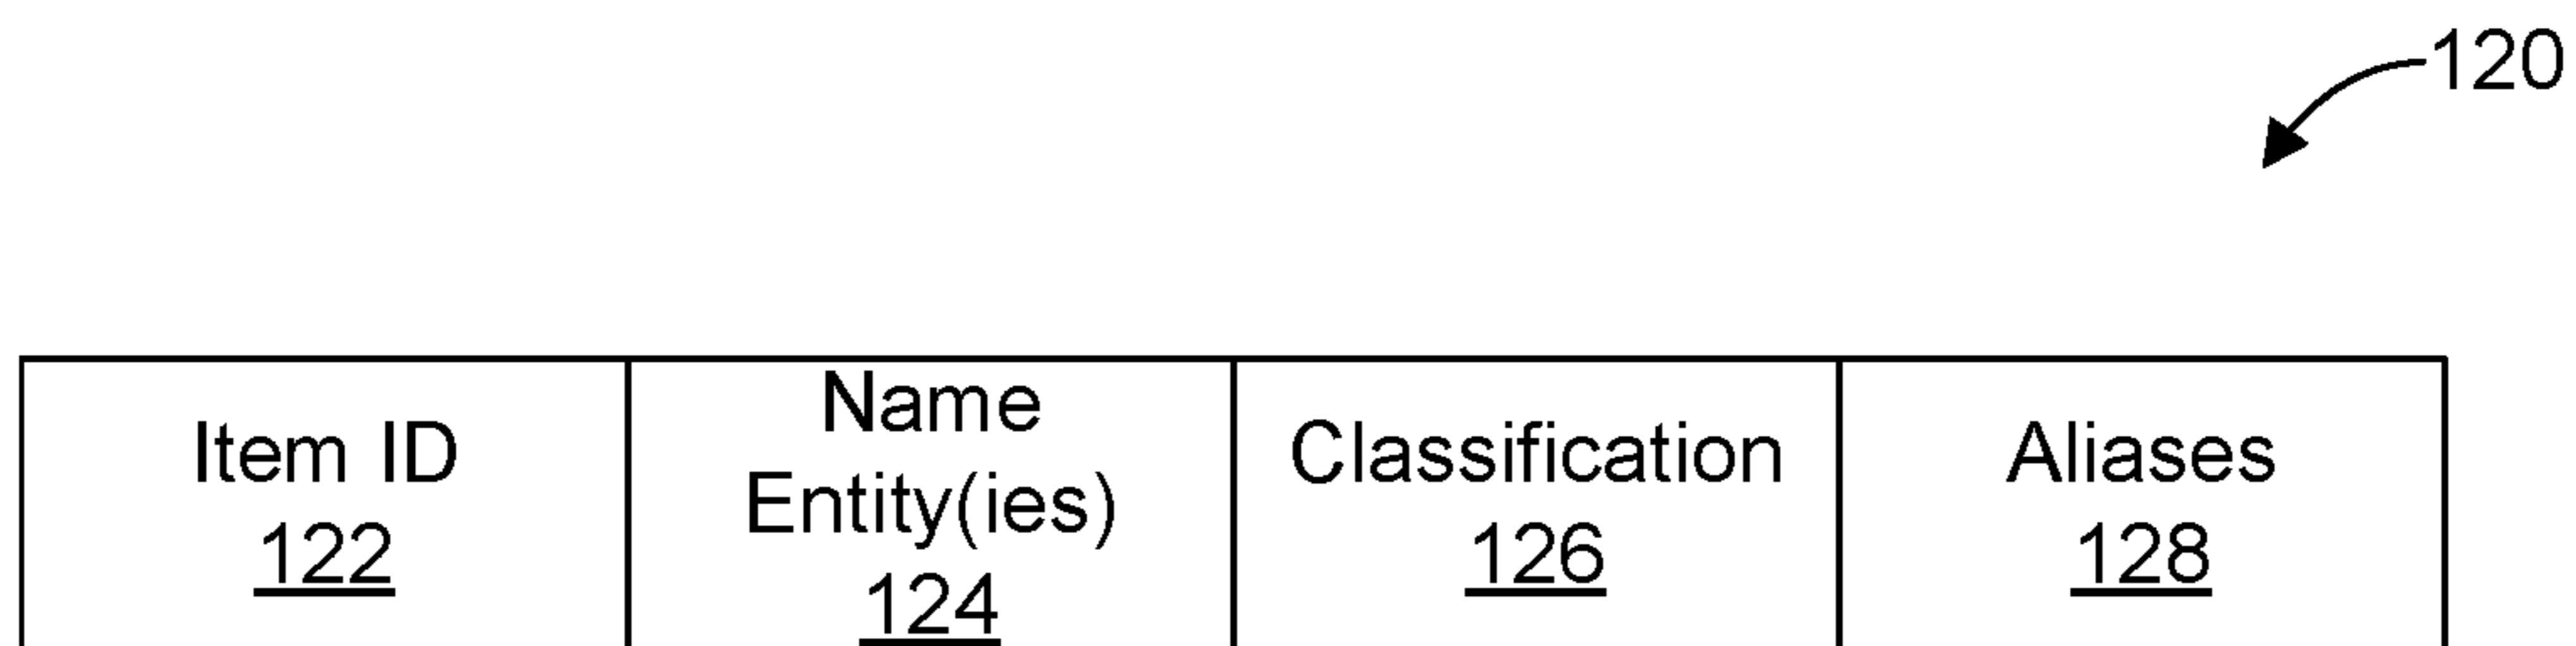 120
Item ID
122
Name
Entity(ies)
124
Classification
126
Aliases
128